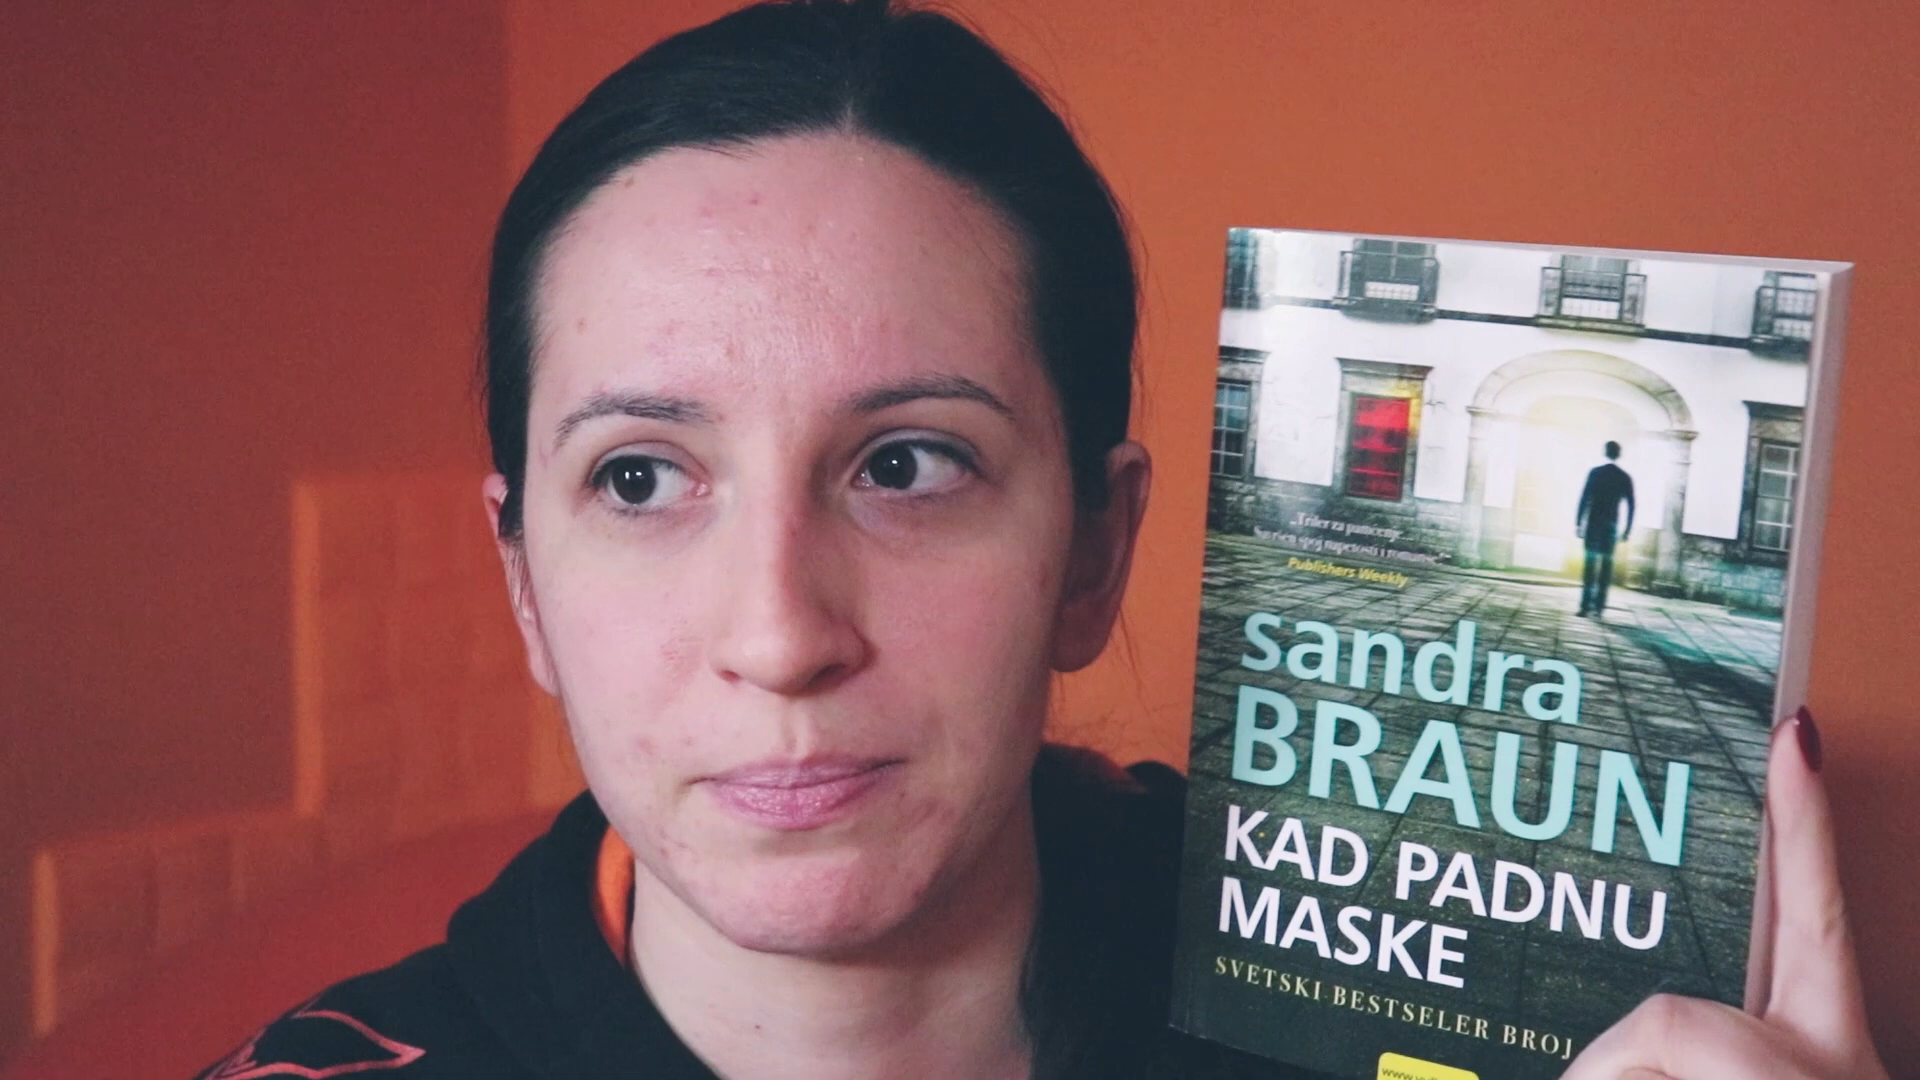 „Triler za pamćenje...
Savršen spoj napetosti i romanse.“
Publishers Weekly
sandra
BRAUN
KAD PADNU
MASKE
SVETSKI BESTSELER BROJ